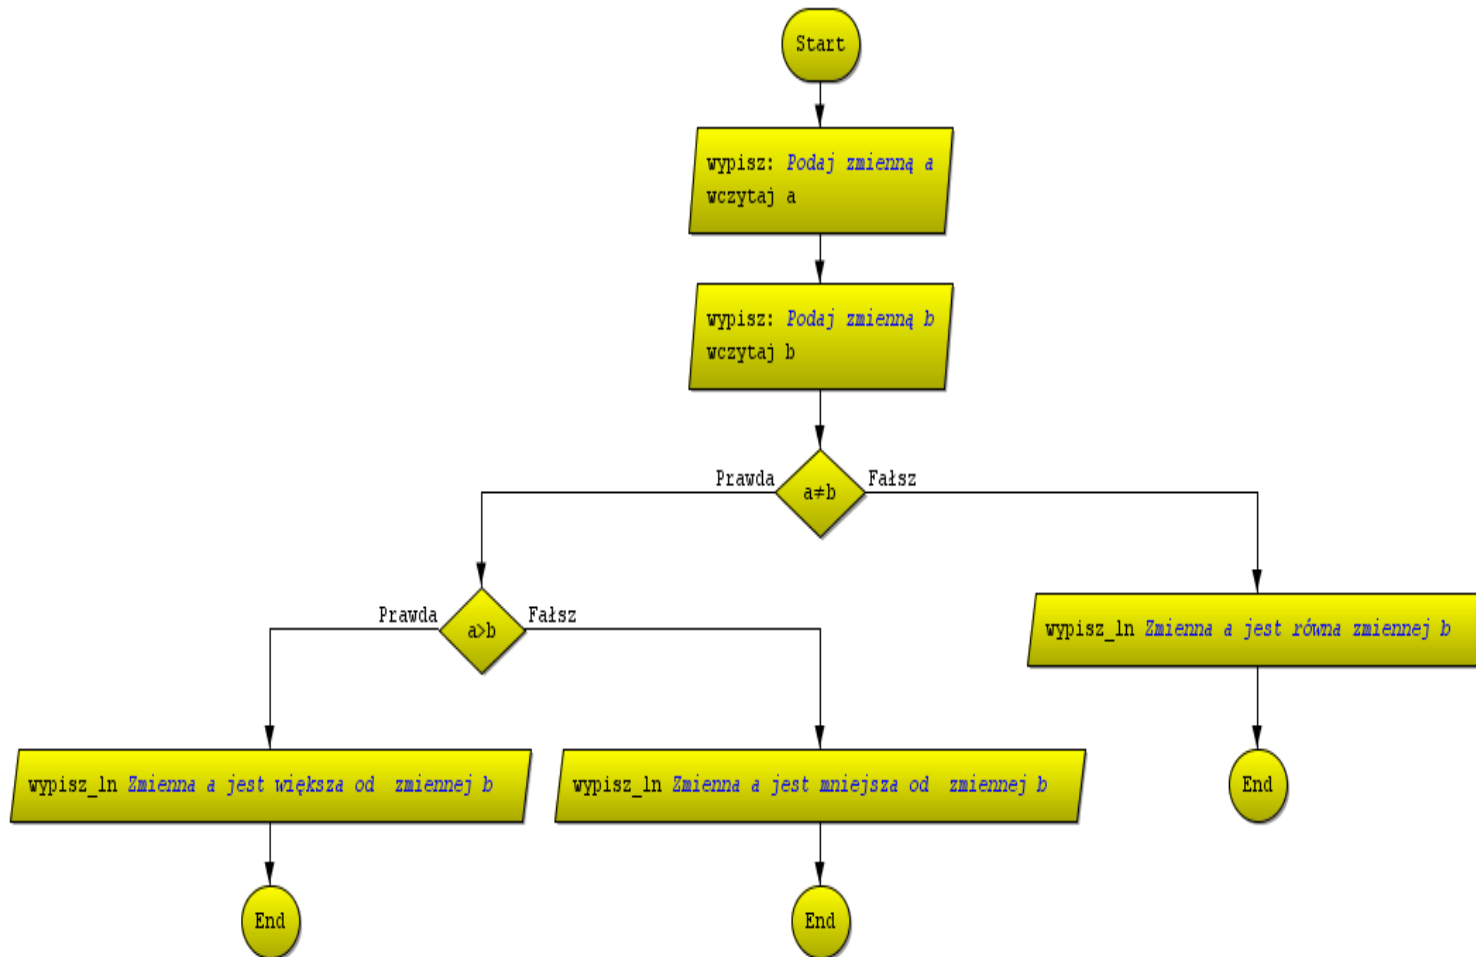 Start
wypisz: Podaj zmienną a
wczytaj a
wypisz: Podaj zmienną b
wczytaj b
Prawda
a≠b
Fałsz
Prawda
a>b
Fałsz
wypisz_ln Zmienna a jest równa zmiennej b
wypisz_ln Zmienna a jest większa od  zmiennej b
wypisz_ln Zmienna a jest mniejsza od  zmiennej b
End
End
End